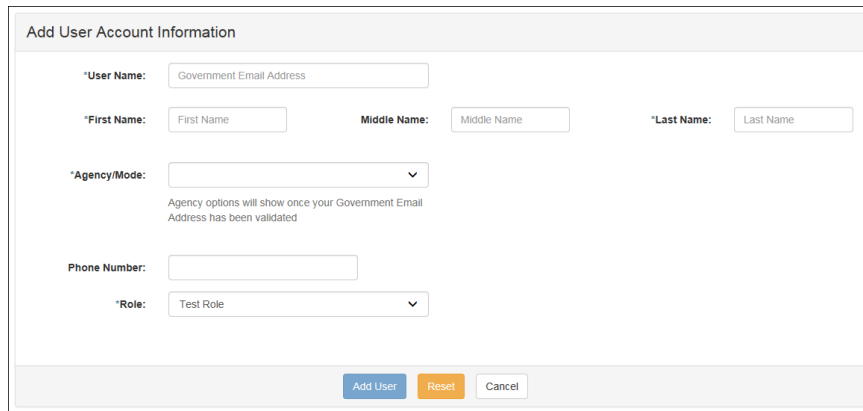 Add User Account Information
*User Name: Government Email Address
*First Name: First Name Middle Name: Middle Name *Last Name: Last Name
*Agency/Mode:
Agency options will show once your Government Email
Address has been validated
Phone Number:
*Role: Test Role
Add User Reset Cancel